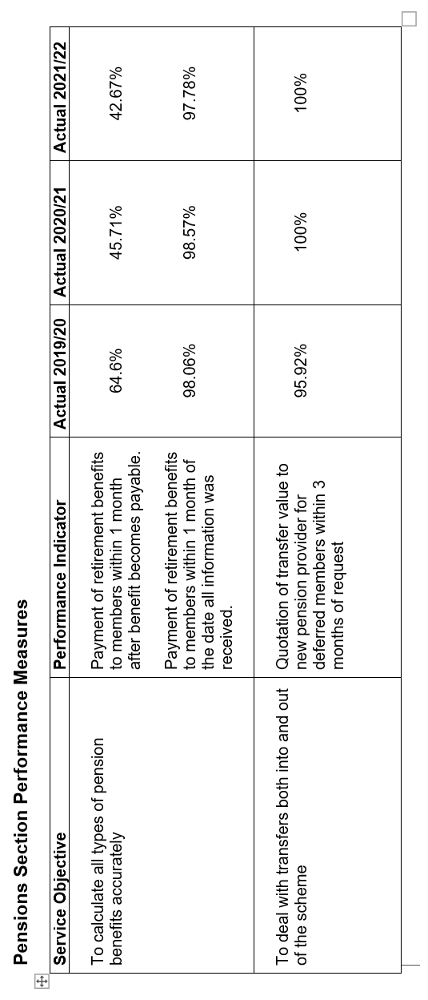 Pensions Section Performance Measures
Service Objective
Performance Indicator
Actual 2019/20
Actual 2020/21
Actual 2021/22
To calculate all types of pension
benefits accurately
Payment of retirement benefits
to members within 1 month
after benefit becomes payable.
64.6%
45.71%
42.67%
Payment of retirement benefits
to members within 1 month of
the date all information was
received.
98.06%
98.57%
97.78%
To deal with transfers both into and out
of the scheme
Quotation of transfer value to
new pension provider for
deferred members within 3
months of request
95.92%
100%
100%